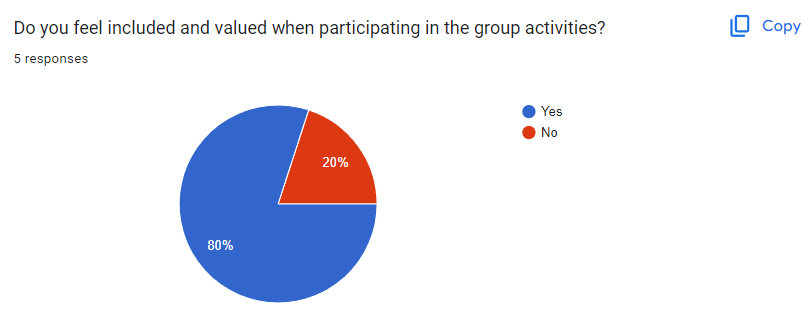 Do you feel included and valued when participating in the group activities?
Copy
5 responses
Yes
No
20%
80%